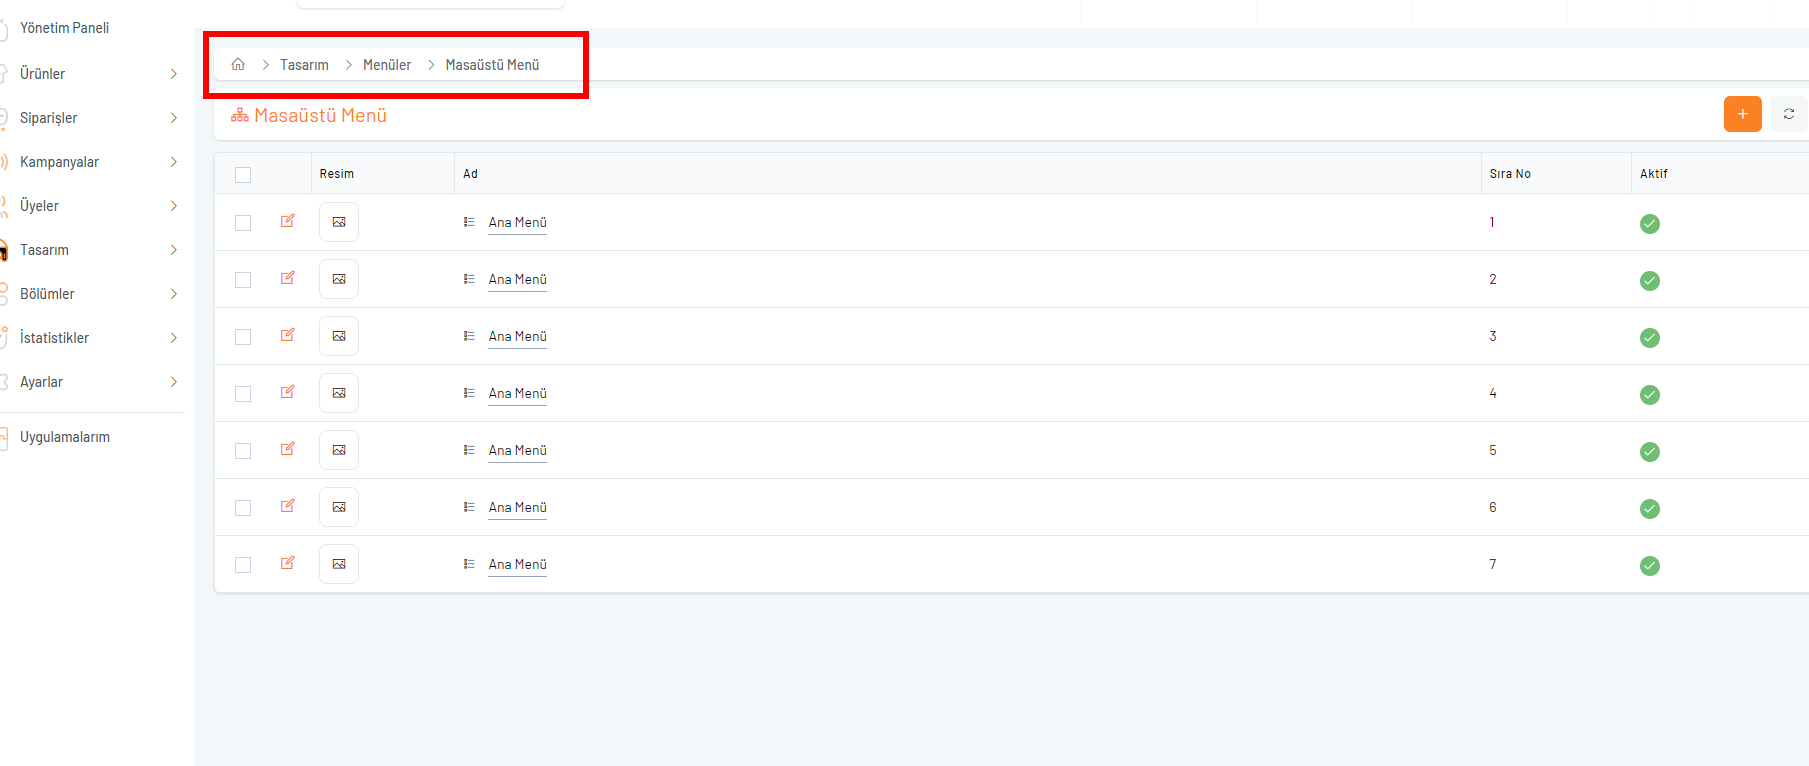 Yönetim Paneli
Ürünler
Siparişler
Kampanyalar
Üyeler
Tasarım
Bölümler
İstatistikler
Ayarlar
Uygulamalarım
Tasarım > Menüler > Masaüstü Menü
Masaüstü Menü
Resim Ad Sıra No Aktif
Ana Menü 1
Ana Menü 2
Ana Menü 3
Ana Menü 4
Ana Menü 5
Ana Menü 6
Ana Menü 7